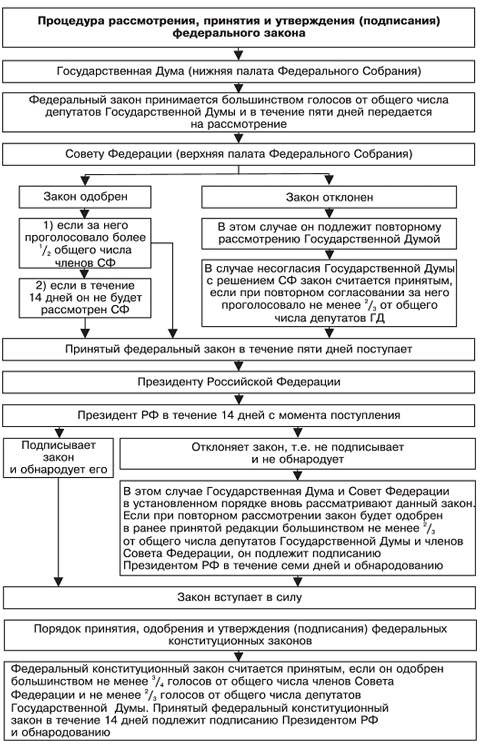 Процедура рассмотрения, принятия и утверждения (подписания)
федерального закона
Государственная Дума (нижняя палата Федерального Собрания)
Федеральный закон принимается большинством голосов от общего числа
депутатов Государственной Думы и в течение пяти дней передается
на рассмотрение
Совету Федерации (верхняя палата Федерального Собрания)
Закон одобрен
1) если за него
проголосовало более
1/2 общего числа
членов СФ
2) если в течение
14 дней он не будет
рассмотрен СФ
Закон отклонен
В этом случае он подлежит повторному
рассмотрению Государственной Думой
В случае несогласия Государственной Думы
с решением СФ закон считается принятым,
если при повторном согласовании за него
проголосовало не менее 2/3 от общего
числа депутатов ГД
Принятый федеральный закон в течение пяти дней поступает
Президенту Российской Федерации
Президент РФ в течение 14 дней с момента поступления
Подписывает
закон
и обнародует его
Отклоняет закон, т.е. не подписывает
и не обнародует
В этом случае Государственная Дума и Совет Федерации
в установленном порядке вновь рассматривают данный закон.
Если при повторном рассмотрении закон будет одобрен
в ранее принятой редакции большинством не менее 2/3
от общего числа депутатов Государственной Думы и членов
Совета Федерации, он подлежит подписанию
Президентом РФ в течение семи дней и обнародованию
Закон вступает в силу
Порядок принятия, одобрения и утверждения (подписания) федеральных
конституционных законов
Федеральный конституционный закон считается принятым, если он одобрен
большинством не менее 3/4 голосов от общего числа членов Совета
Федерации и не менее 2/3 голосов от общего числа депутатов
Государственной Думы. Принятый федеральный конституционный
закон в течение 14 дней подлежит подписанию Президентом РФ
и обнародованию